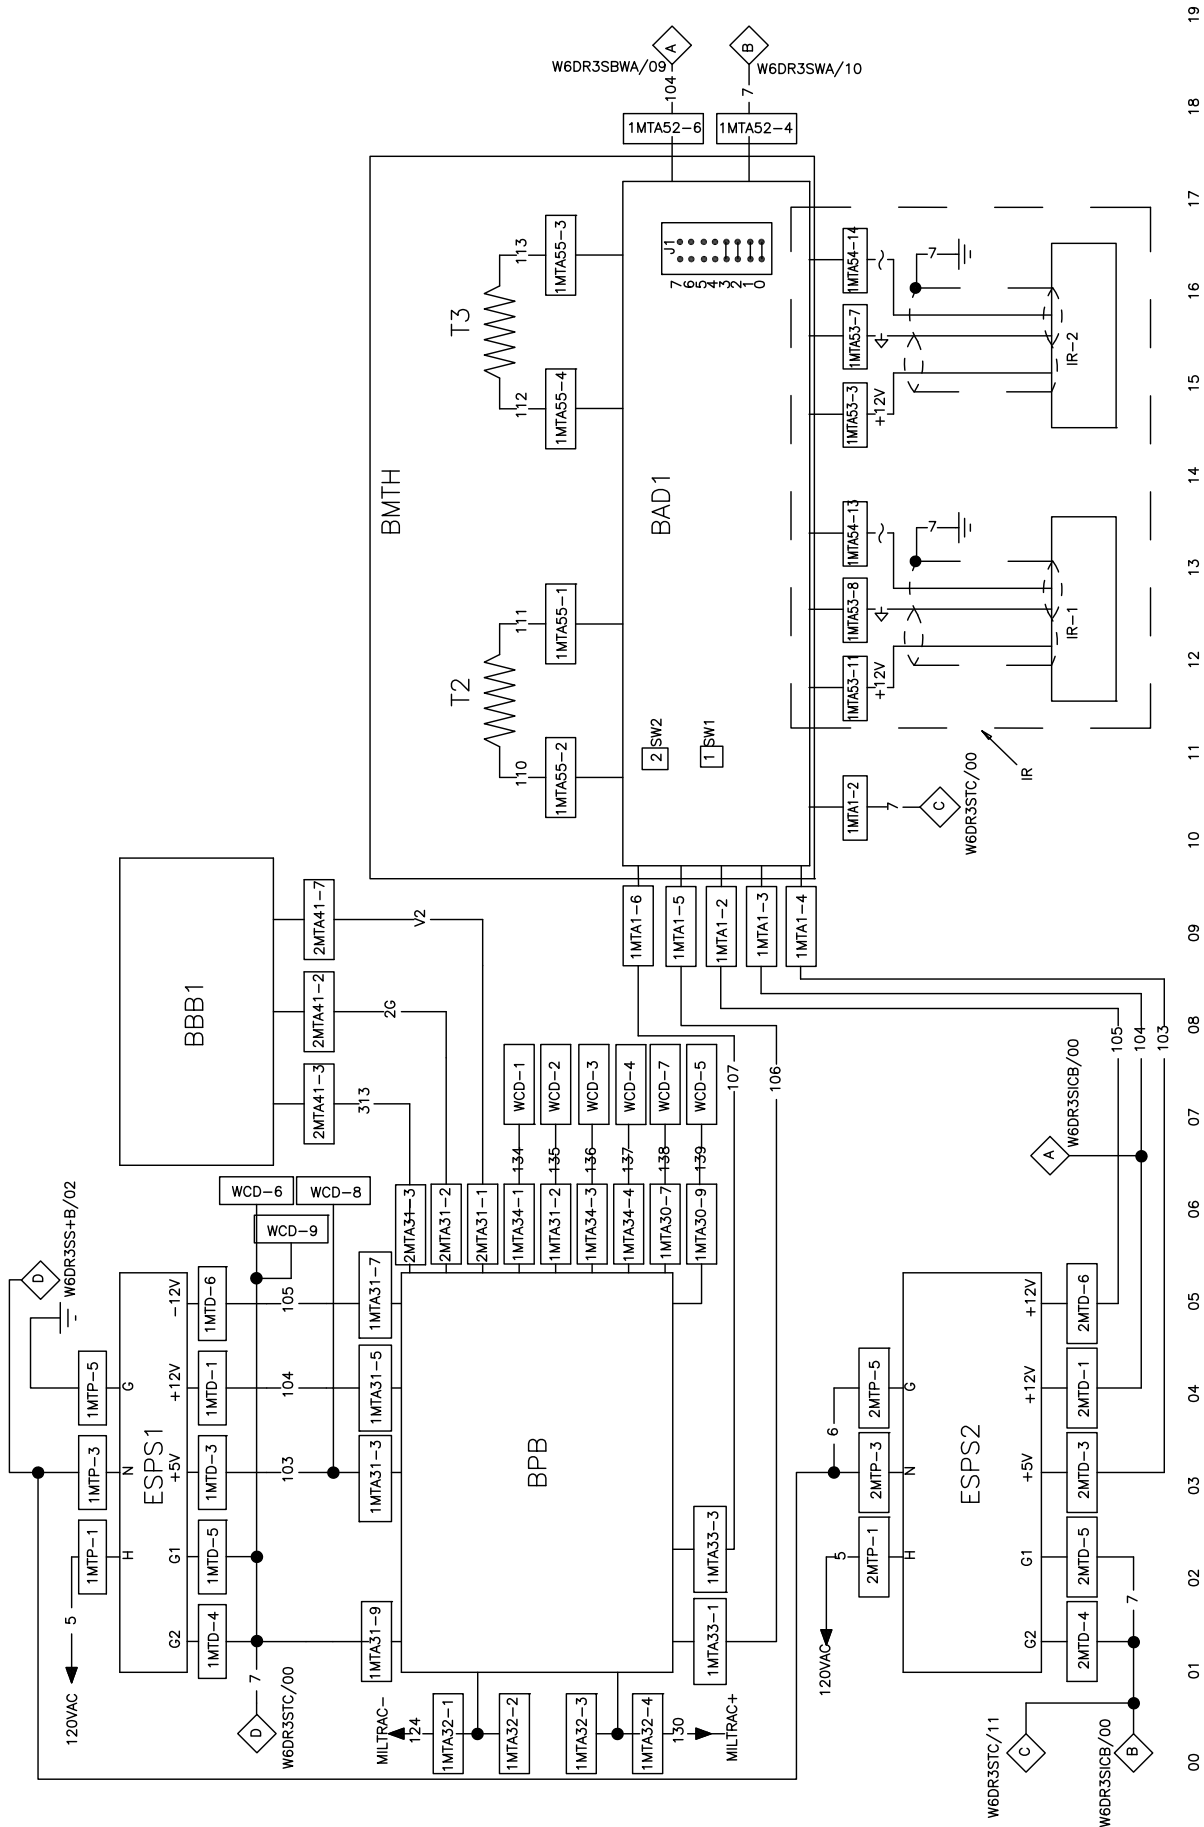 19
18
17
16
15
14
13
12
11
10
09
08
07
06
05
04
03
02
01
00
A
B
W6DR3SBWA/09
W6DR3SWA/10
104
7
1MTA52-6
1MTA52-4
BMTH
T3
113
112
1MTA55-3
1MTA55-4
T2
111
110
1MTA55-1
1MTA55-2
BAD1
J1
7
6
5
4
3
2
1
0
2
SW2
1
SW1
1MTA54-14
1MTA53-7
1MTA53-3
+12V
7
IR-2
1MTA54-13
1MTA53-8
1MTA53-11
+12V
7
IR-1
IR
1MTA1-2
7
C
W6DR3STC/00
1MTA1-6
1MTA1-5
1MTA1-2
1MTA1-3
1MTA1-4
BBB1
2MTA41-7
2MTA41-2
2MTA41-3
V2
2G
313
WCD-6
WCD-8
WCD-9
2MTA31-3
2MTA31-2
2MTA31-1
1MTA34-1
1MTA31-2
1MTA34-3
1MTA34-4
1MTA30-7
1MTA30-9
134
135
136
137
138
139
WCD-1
WCD-2
WCD-3
WCD-4
WCD-7
WCD-5
107
106
105
104
103
A
W6DR3SICB/00
D
W6DR3SS+B/02
1MTP-5
1MTP-3
1MTP-1
G
N
H
5
120VAC
ESPS1
-12V
+12V
+5V
G1
G2
1MTD-6
1MTD-1
1MTD-3
1MTD-5
1MTD-4
105
104
103
7
D
W6DR3STC/00
1MTA31-7
1MTA31-5
1MTA31-3
1MTA31-9
BPB
1MTA33-3
1MTA33-1
MILTRAC-
124
1MTA32-1
1MTA32-2
1MTA32-3
1MTA32-4
130
MILTRAC+
6
2MTP-5
2MTP-3
2MTP-1
5
120VAC
G
N
H
ESPS2
+12V
+12V
+5V
G1
G2
2MTD-6
2MTD-1
2MTD-3
2MTD-5
2MTD-4
7
W6DR3STC/11
C
W6DR3SICB/00
B